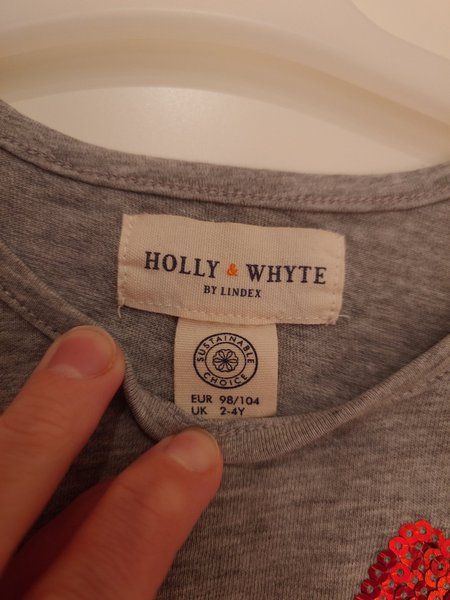 HOLLY & WHYTE
BY LINDEX
SUSTAINABLE
CHOICE
EUR 98/104
UK 2-4Y